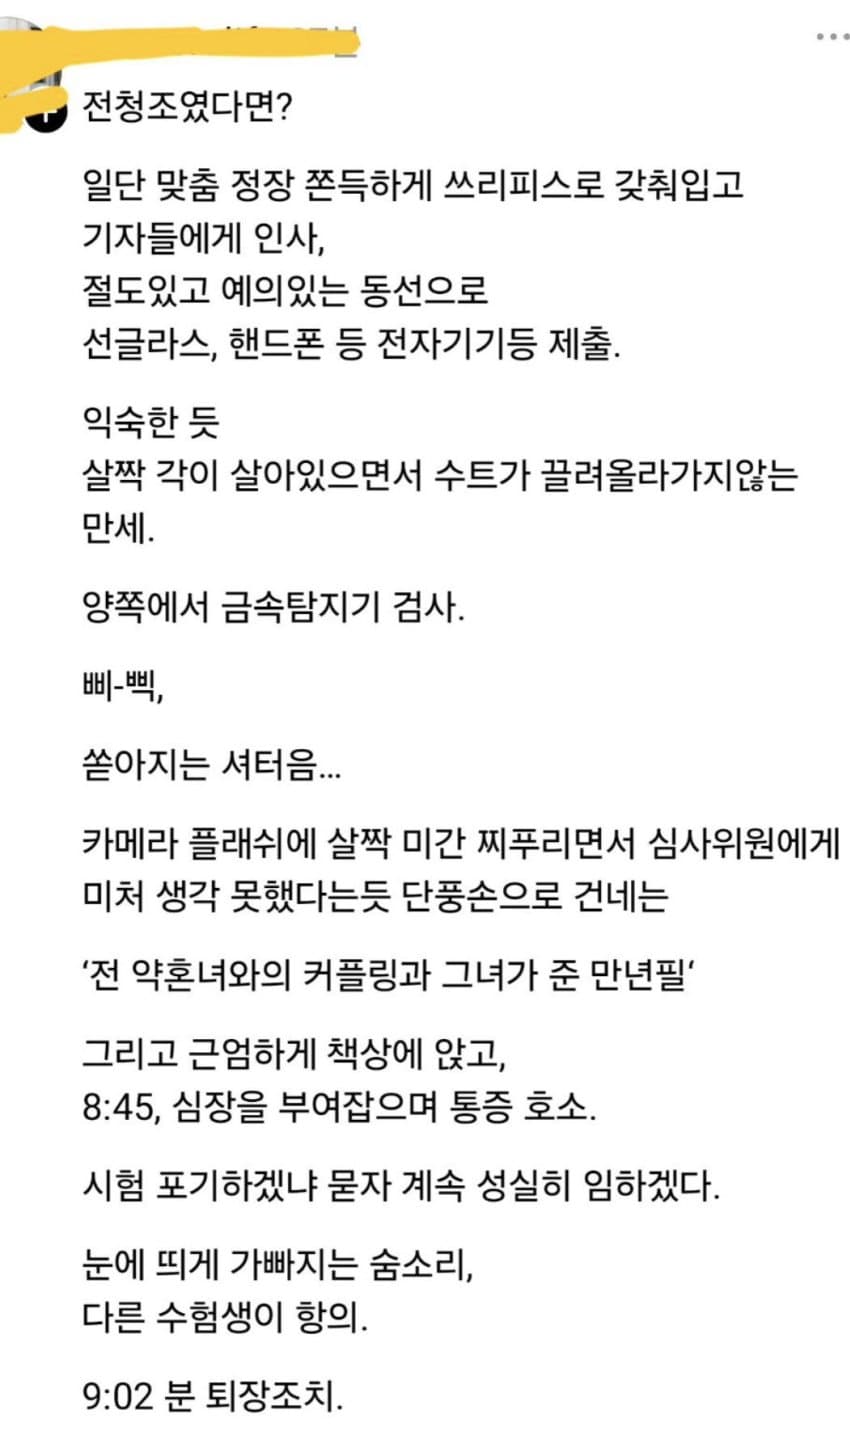 전청조였다면?
일단 맞춤 정장 쫀득하게 쓰리피스로 갖춰입고
기자들에게 인사,
절도있고 예의있는 동선으로
선글라스, 핸드폰 등 전자기기등 제출.
익숙한 듯
살짝 각이 살아있으면서 수트가 끌려올라가지않는
만세.
양쪽에서 금속탐지기 검사.
삐-삑,
쏟아지는 셔터음...
카메라 플래쉬에 살짝 미간 찌푸리면서 심사위원에게
미처 생각 못했다는듯 단풍손으로 건네는
‘전 약혼녀와의 커플링과 그녀가 준 만년필‘
그리고 근엄하게 책상에 앉고,
8:45, 심장을 부여잡으며 통증 호소.
시험 포기하겠냐 묻자 계속 성실히 임하겠다.
눈에 띄게 가빠지는 숨소리,
다른 수험생이 항의.
9:02 분 퇴장조치.